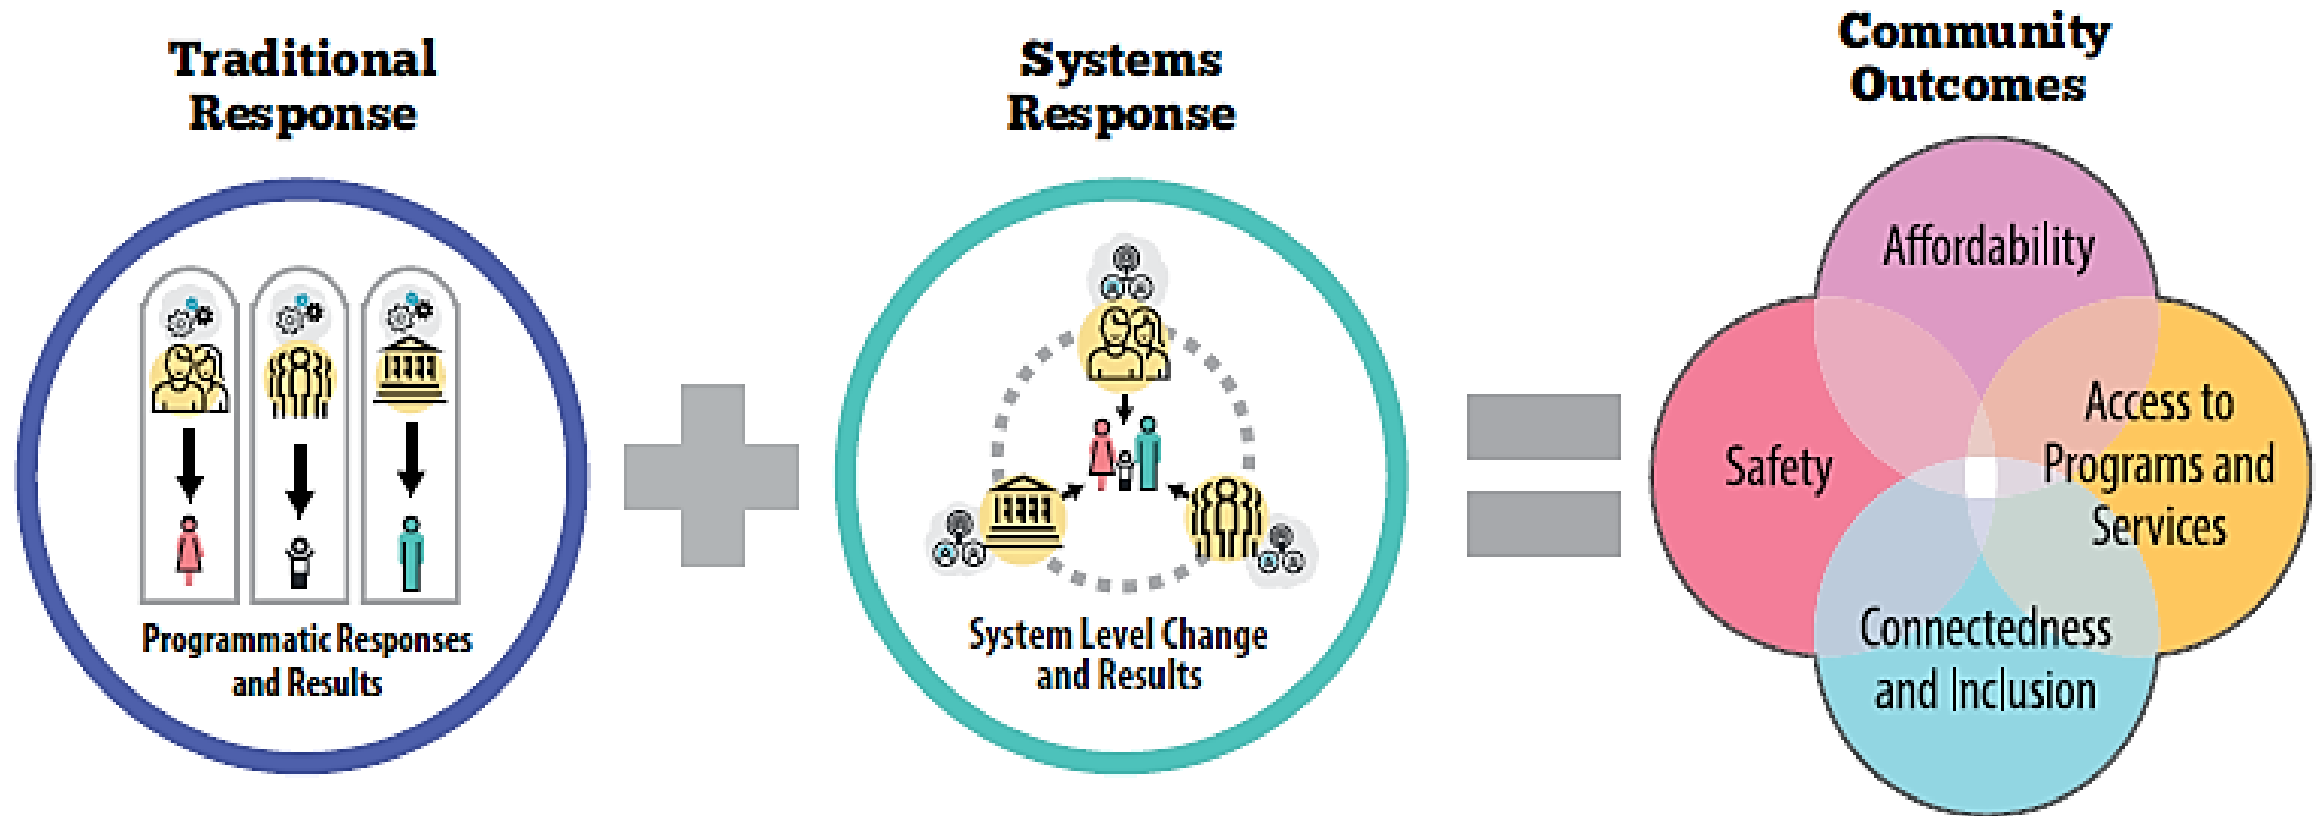 Traditional
Response
Programmatic Responses
and Results
Systems
Response
System Level Change
and Results
Community
Outcomes
Affordability
Safety
Access to
Programs and
Services
Connectedness
and Inclusion